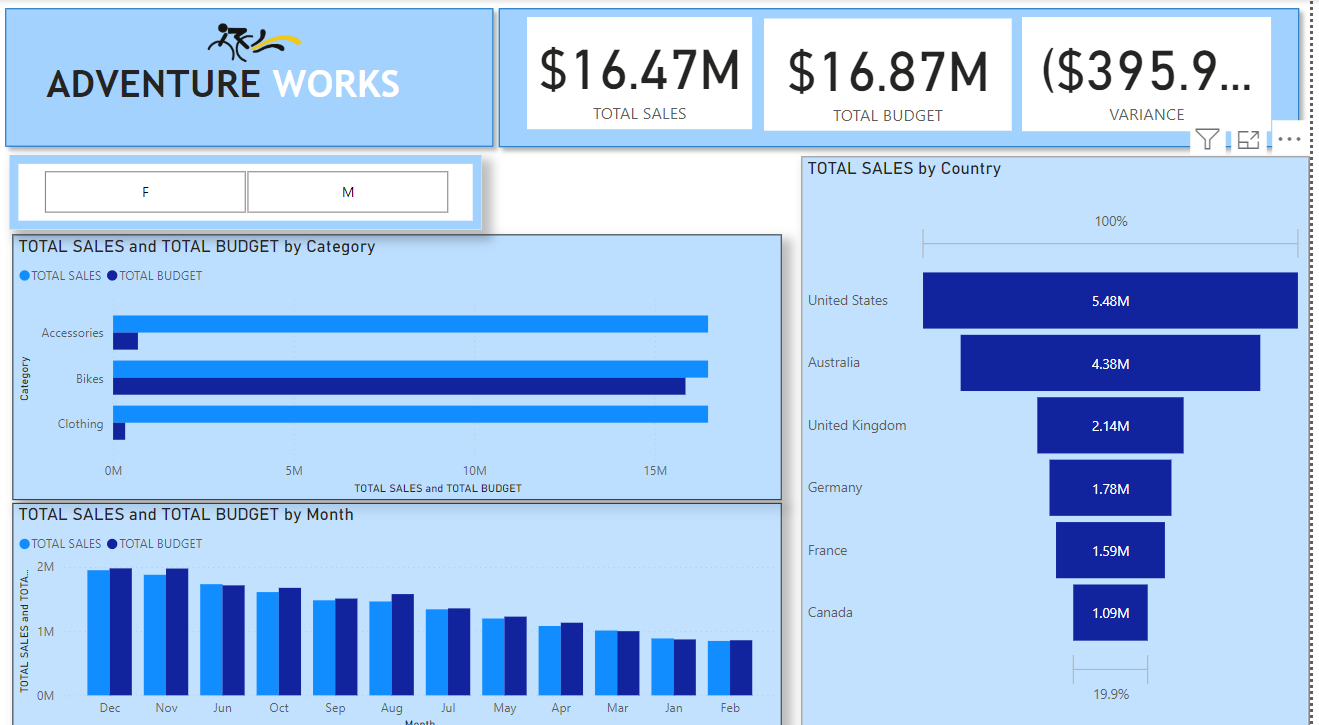 ADVENTURE WORKS
$16.47M
TOTAL SALES
$16.87M
TOTAL BUDGET
($395.9...
VARIANCE
F
M
TOTAL SALES and TOTAL BUDGET by Category
TOTAL SALES
TOTAL BUDGET
Category
Accessories
Bikes
Clothing
0M
5M
10M
15M
TOTAL SALES and TOTAL BUDGET
TOTAL SALES and TOTAL BUDGET by Month
TOTAL SALES
TOTAL BUDGET
TOTAL SALES and TOTA...
2M
1M
0M
Dec
Nov
Jun
Oct
Sep
Aug
Jul
May
Apr
Mar
Jan
Feb
Month
TOTAL SALES by Country
100%
United States
5.48M
Australia
4.38M
United Kingdom
2.14M
Germany
1.78M
France
1.59M
Canada
1.09M
19.9%